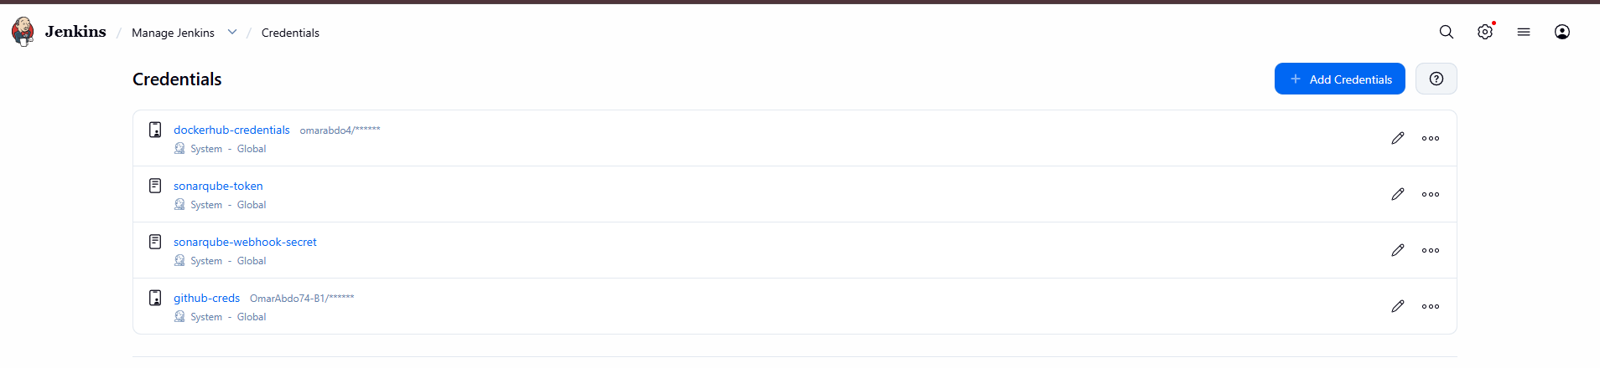 Jenkins / Manage Jenkins / Credentials
Credentials
+ Add Credentials
dockerhub-credentials omarabdo4/******
System - Global
sonarqube-token
System - Global
sonarqube-webhook-secret
System - Global
github-creds OmarAbdo74-B1/******
System - Global